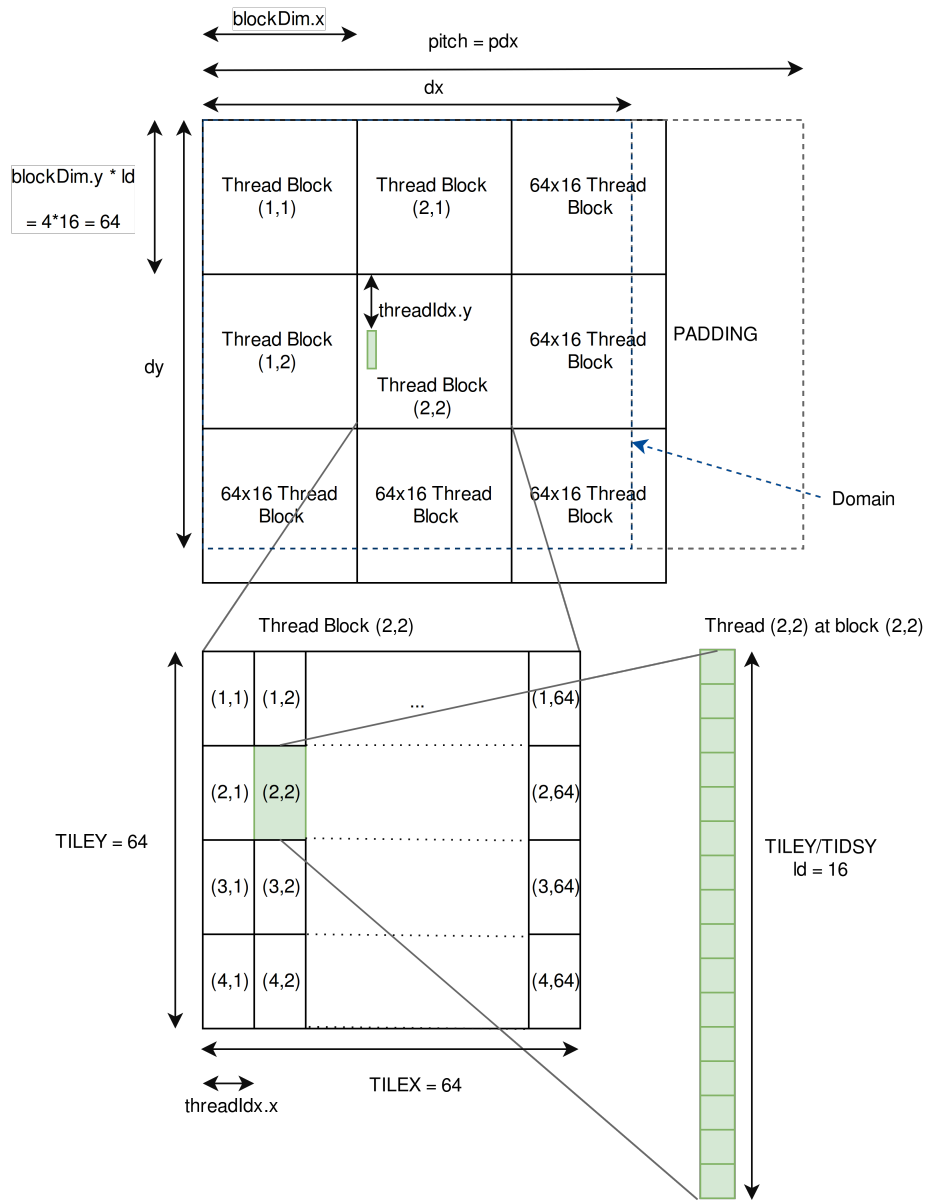 blockDim.x
pitch = pdx
dx
blockDim.y * ld
= 4*16 = 64
Thread Block
(1,1)
Thread Block
(2,1)
64x16 Thread
Block
threadIdx.y
dy
Thread Block
(1,2)
Thread Block
(2,2)
64x16 Thread
Block
PADDING
64x16 Thread
Block
64x16 Thread
Block
64x16 Thread
Block
Domain
Thread Block (2,2)
Thread (2,2) at block (2,2)
(1,1)
(1,2)
...
(1,64)
(2,1)
(2,2)
(2,64)
TILEY = 64
TILEY/TIDSY
ld = 16
(3,1)
(3,2)
(3,64)
(4,1)
(4,2)
(4,64)
TILEX = 64
threadIdx.x